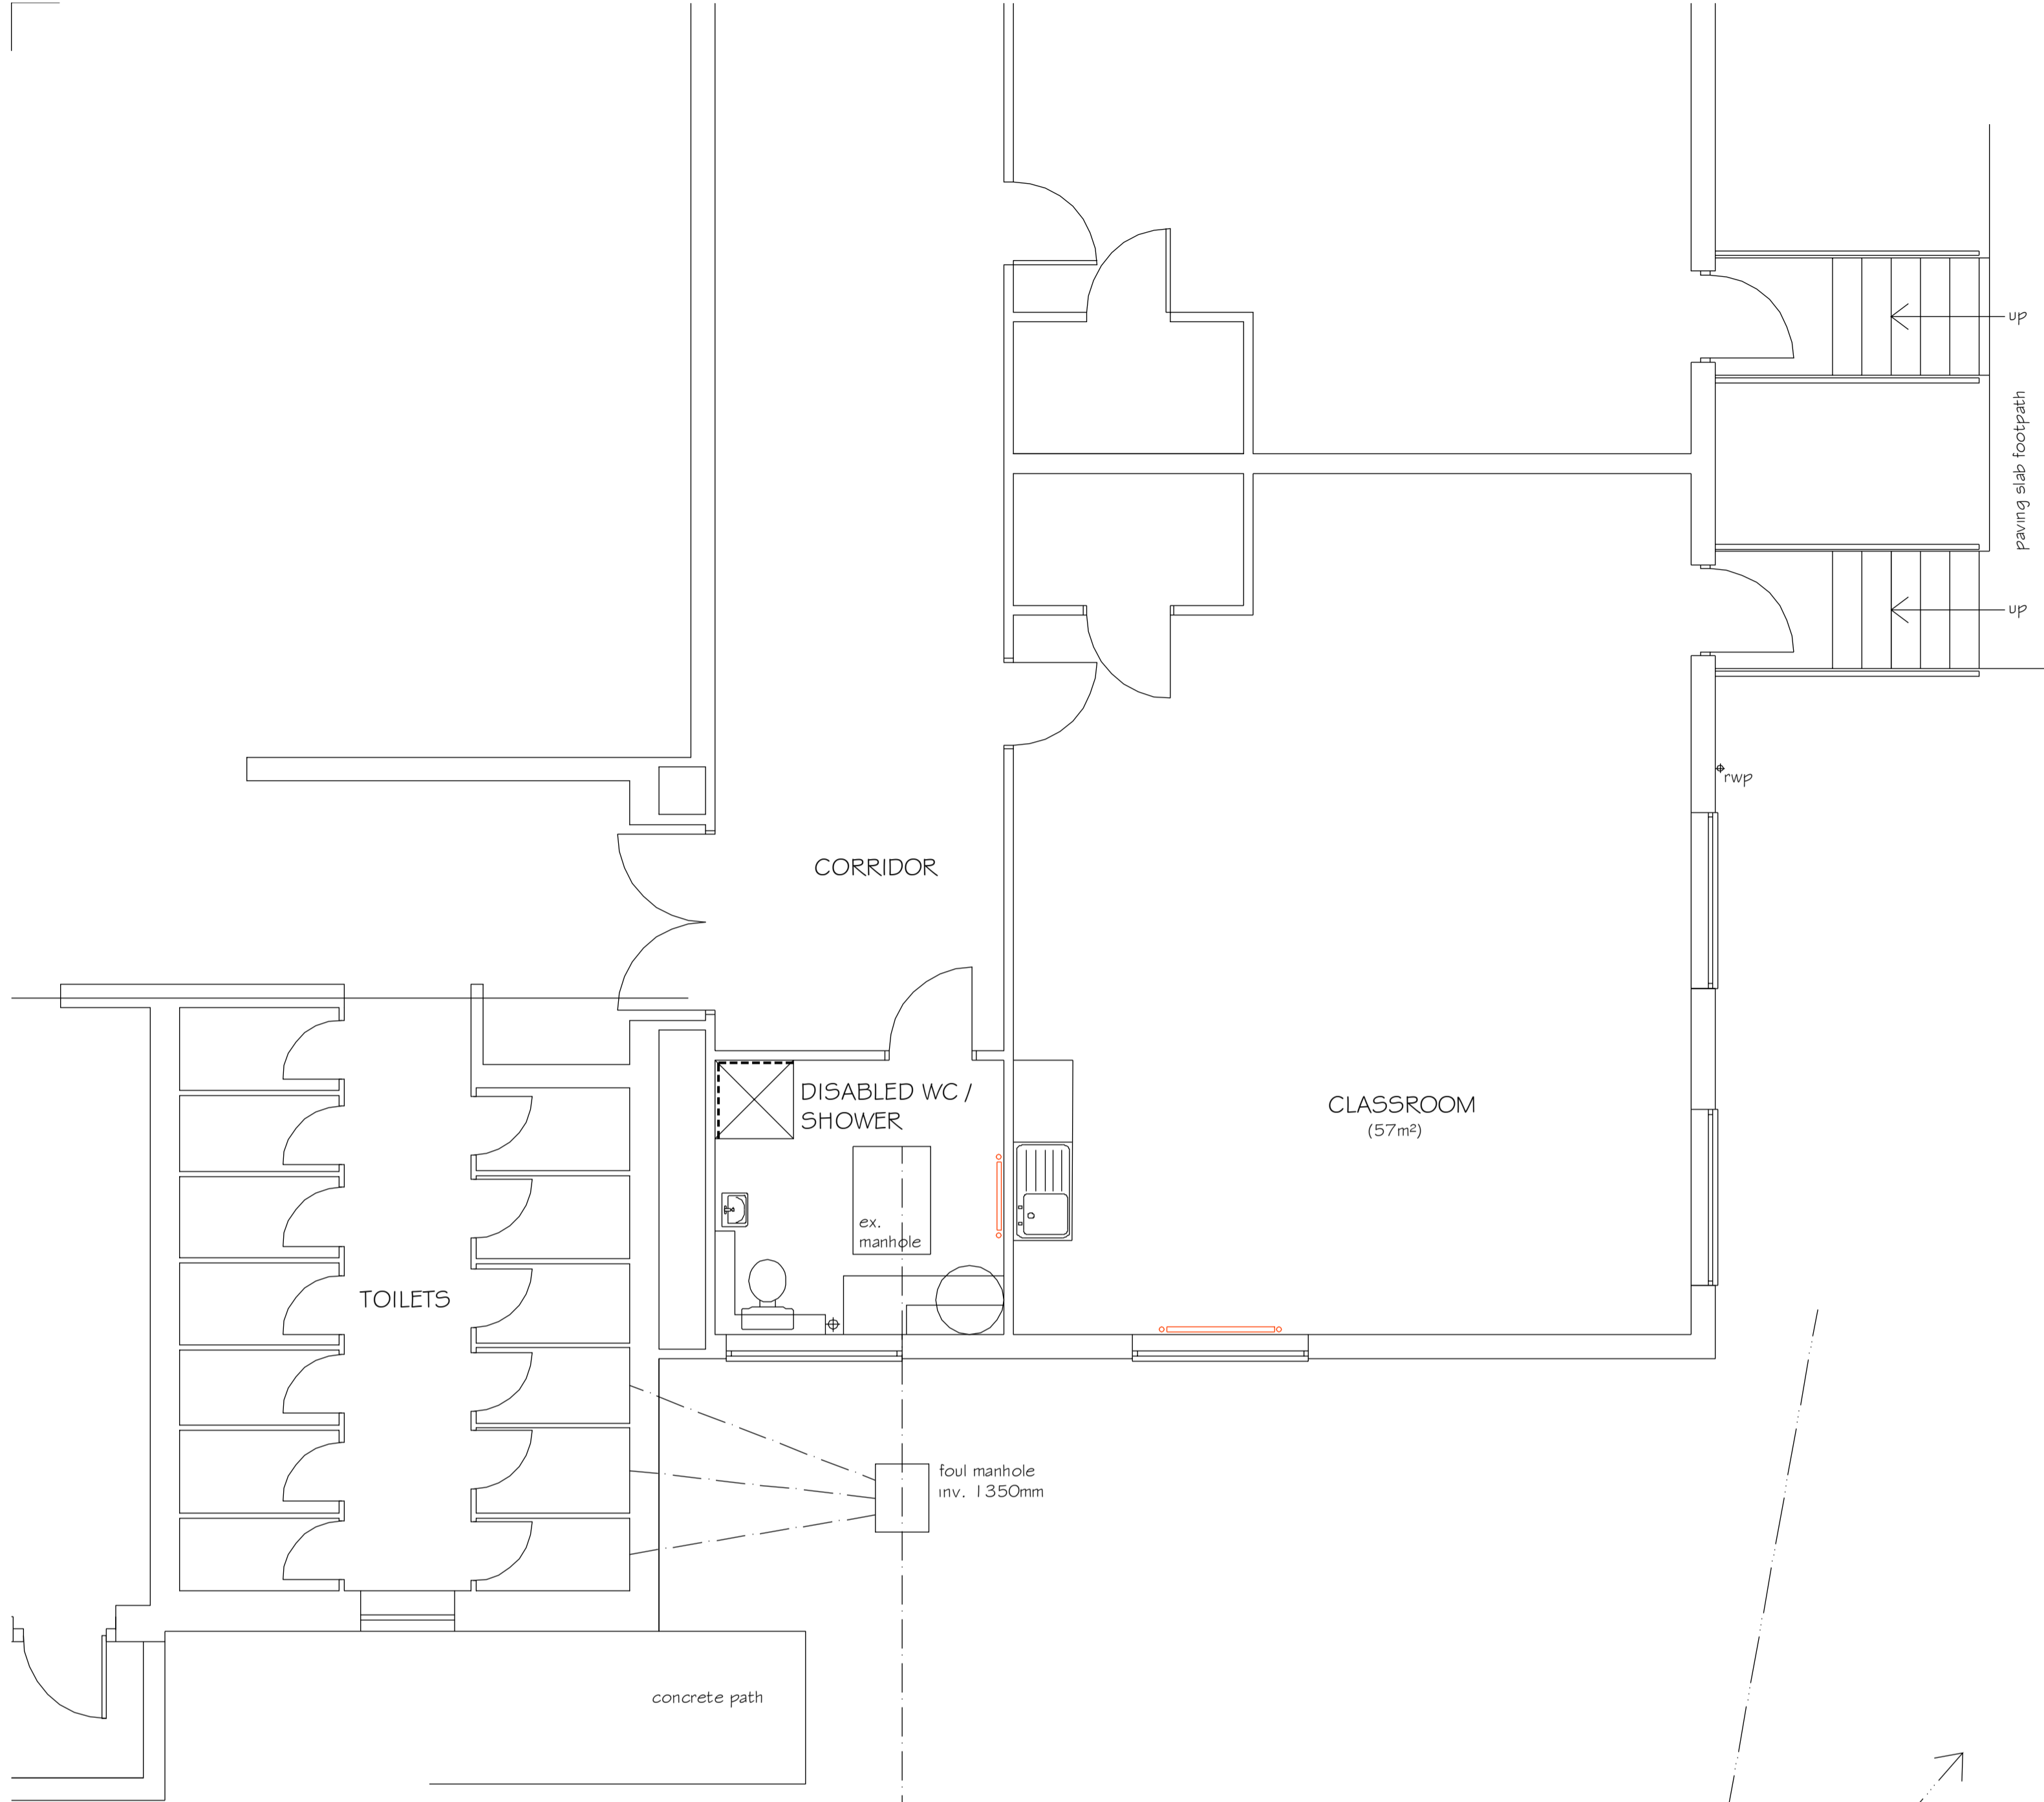 up
paving slab footpath
up
rwp
CORRIDOR
DISABLED WC /
SHOWER
CLASSROOM
(57m²)
ex.
manhole
TOILETS
foul manhole
inv. 1350mm
concrete path